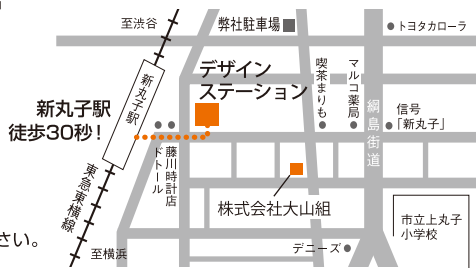 至渋谷
弊社駐車場
トヨタカローラ
デザイン
ステーション
喫茶まりも
マルコ薬局
綱島街道
信号
「新丸子」
新丸子駅
新丸子駅
徒歩30秒!
藤川時計店
ドトール
東急東横線
株式会社大山組
市立上丸子
小学校
さい。
至横浜
デニーズ